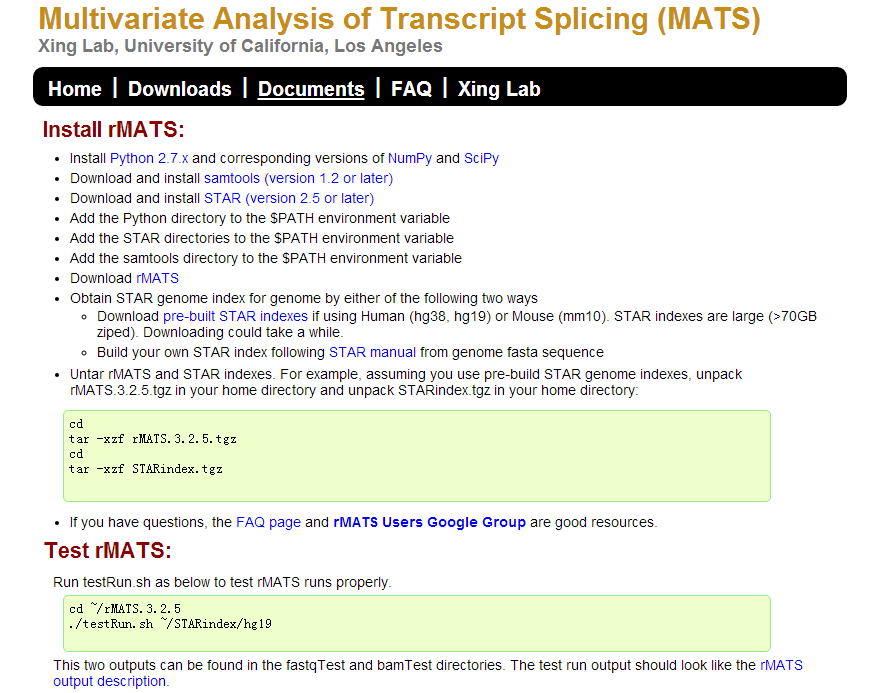 Multivariate Analysis of Transcript Splicing (MATS)
Xing Lab, University of California, Los Angeles
Home | Downloads | Documents | FAQ | Xing Lab
Install rMATS:
• Install Python 2.7.x and corresponding versions of NumPy and SciPy
• Download and install samtools (version 1.2 or later)
• Download and install STAR (version 2.5 or later)
• Add the Python directory to the $PATH environment variable
• Add the STAR directories to the $PATH environment variable
• Add the samtools directory to the $PATH environment variable
• Download rMATS
• Obtain STAR genome index for genome by either of the following two ways
◦ Download pre-built STAR indexes if using Human (hg38, hg19) or Mouse (mm10). STAR indexes are large (>70GB
ziped). Downloading could take a while.
◦ Build your own STAR index following STAR manual from genome fasta sequence
• Untar rMATS and STAR indexes. For example, assuming you use pre-build STAR genome indexes, unpack
rMATS.3.2.5.tgz in your home directory and unpack STARindex.tgz in your home directory:
cd
tar -xzf rMATS.3.2.5.tgz
cd
tar -xzf STARindex.tgz
• If you have questions, the FAQ page and rMATS Users Google Group are good resources.
Test rMATS:
Run testRun.sh as below to test rMATS runs properly.
cd ~/rMATS.3.2.5
./testRun.sh ~/STARindex/hg19
This two outputs can be found in the fastqTest and bamTest directories. The test run output should look like the rMATS
output description.